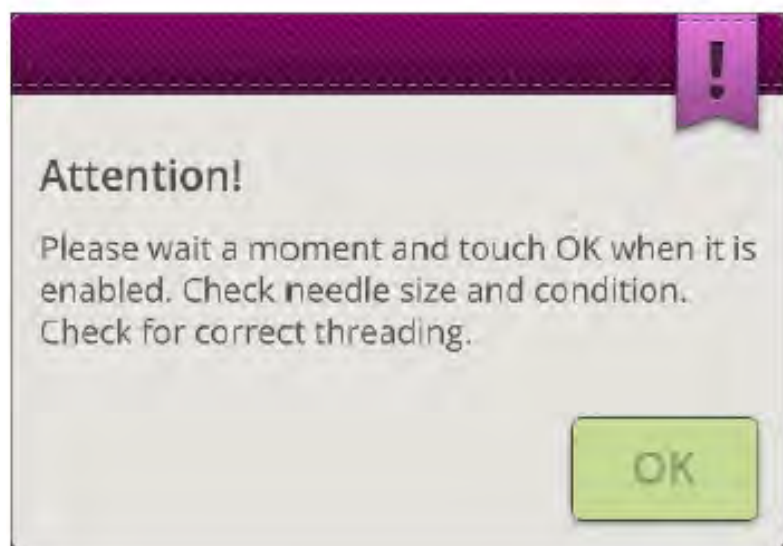 !
Attention!
Please wait a moment and touch OK when it is
enabled. Check needle size and condition.
Check for correct threading.
OK